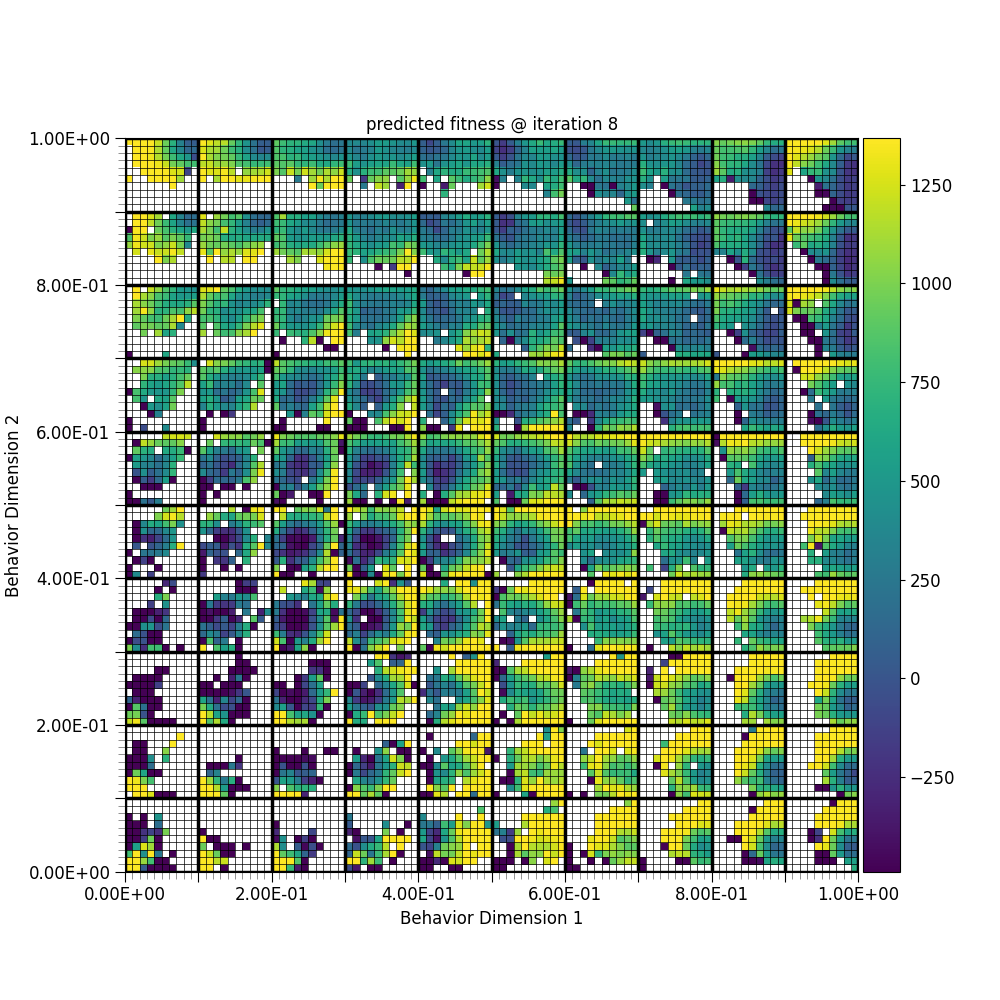 predicted fitness @ iteration 8
1.00E+00
8.00E-01
6.00E-01
4.00E-01
2.00E-01
0.00E+00
Behavior Dimension 2
0.00E+00 2.00E-01 4.00E-01 6.00E-01 8.00E-01 1.00E+00
Behavior Dimension 1
1250
1000
750
500
250
0
−250